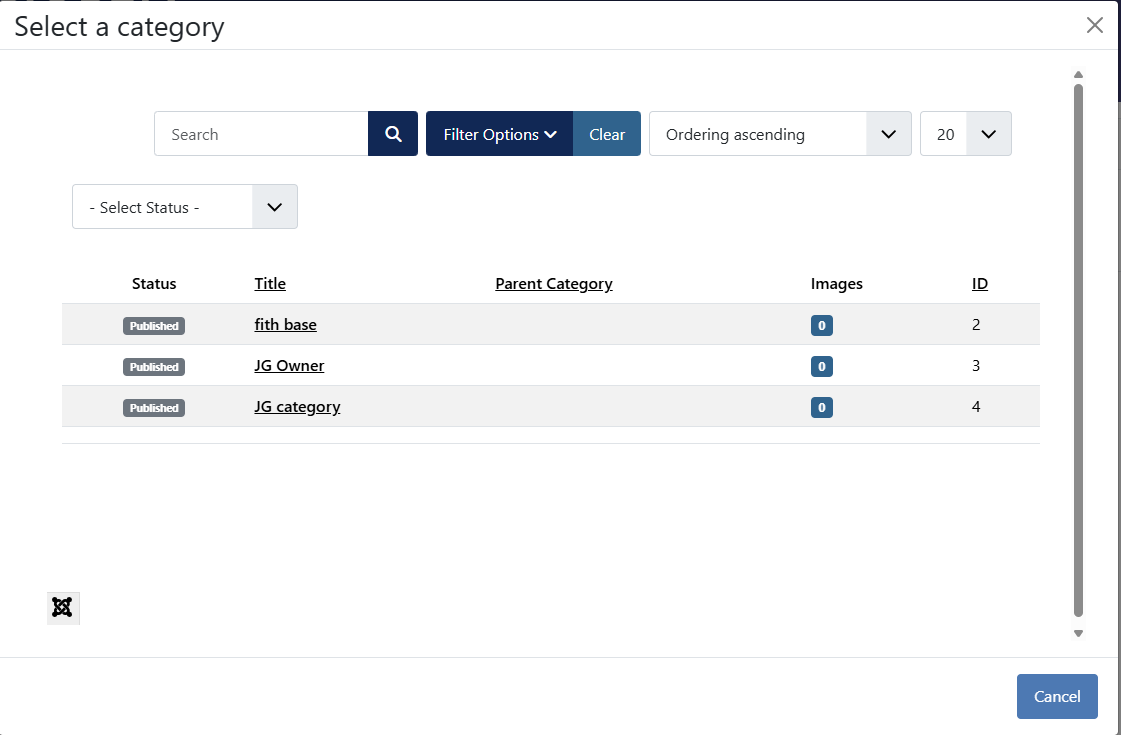 Select a category
Search Filter Options Clear Ordering ascending 20
- Select Status -
Status Title Parent Category Images ID
Published fith base 0 2
Published JG Owner 0 3
Published JG category 0 4
Cancel